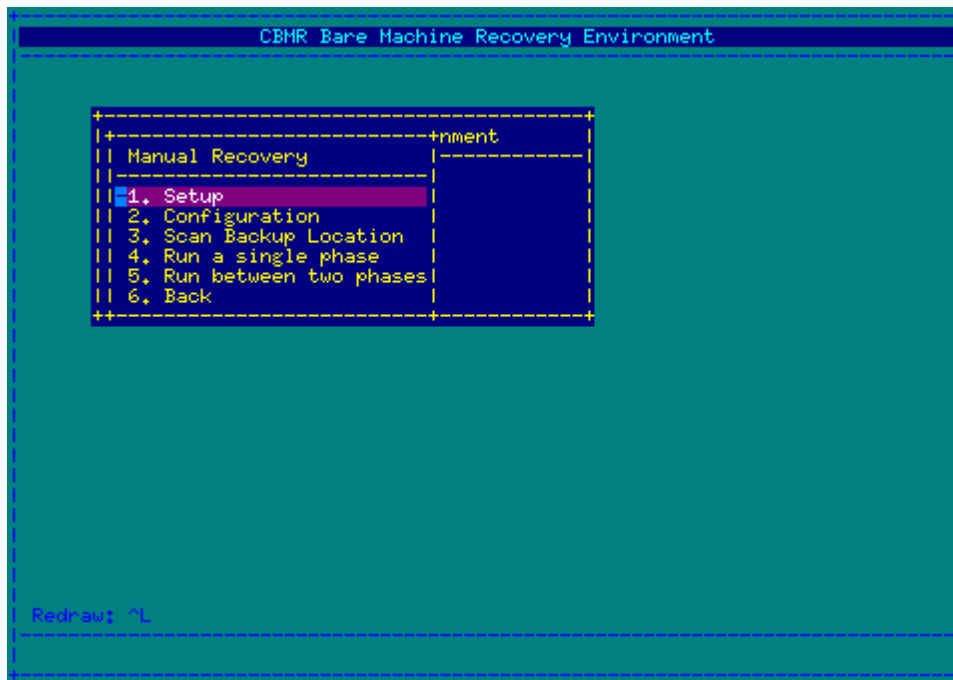 CBMR Bare Machine Recovery Environment
nment
Manual Recovery
1. Setup
2. Configuration
3. Scan Backup Location
4. Run a single phase
5. Run between two phases
6. Back
Redraw: ^L